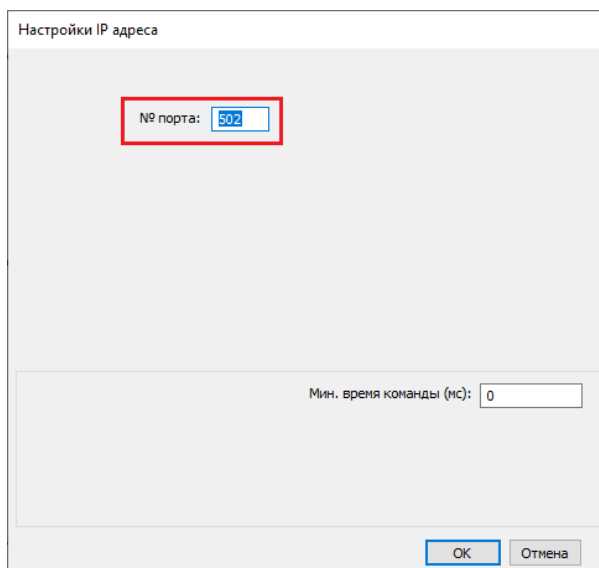 Настройки IP адреса
№ порта: 502
Мин. время команды (мс): 0
OK Отмена